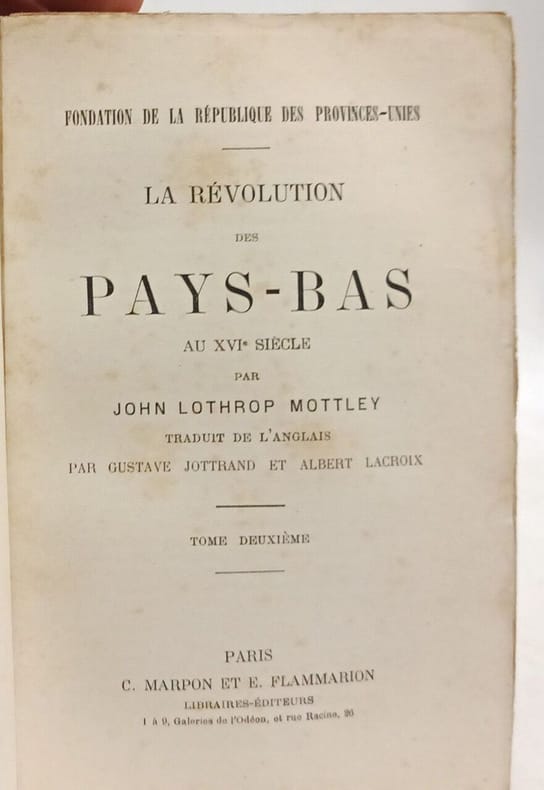 FONDATION DE LA RÉPUBLIQUE DES PROVINCES-UNIES
LA RÉVOLUTION
DES
PAYS-BAS
AU XVIe SIÈCLE
PAR
JOHN LOTHROP MOTTLEY
TRADUIT DE L'ANGLAIS
PAR GUSTAVE JOTTRAND ET ALBERT LACROIX
TOME DEUXIÈME
PARIS
C. MARPON ET E. FLAMMARION
LIBRAIRES-ÉDITEURS
1 à 9, Galeries de l'Odéon, et rue Racine, 26